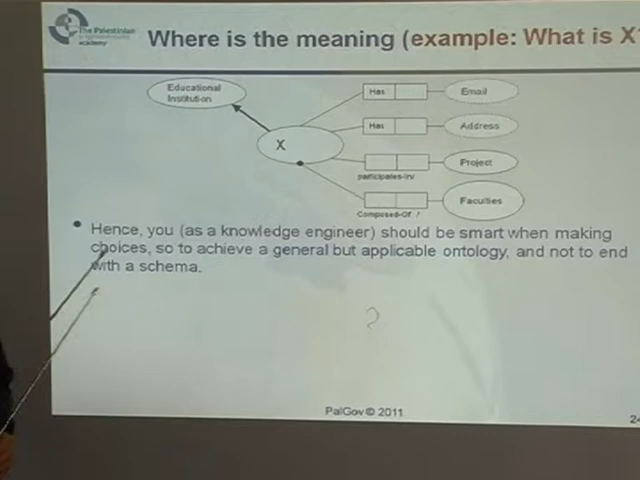 The Palestinian
academy
Where is the meaning (example: What is X
Educational
Institution
X
Has
Email
Has
Address
Project
participates-In/
Faculties
Composed-Of /
• Hence, you (as a knowledge engineer) should be smart when making
choices, so to achieve a general but applicable ontology, and not to end
with a schema.
?
PalGov © 2011
24